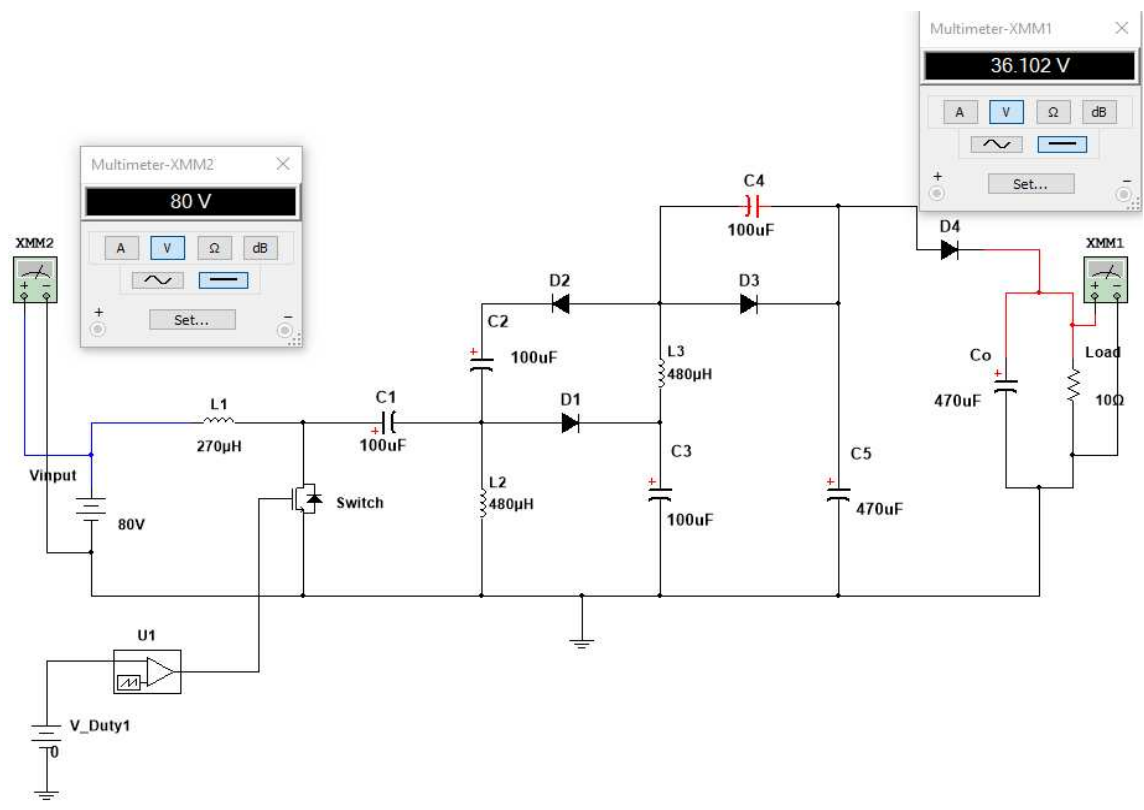 Multimeter-XMM1 ×
36.102 V
A V Ω dB
+ Set... −
Multimeter-XMM2 ×
80 V
A V Ω dB
+ Set... −
XMM2
+ −
XMM1
+ −
C4
100uF
D4
D2
D3
C2
+
100uF
L3
480µH
Co
+
470uF
Load
10Ω
L1
270µH
C1
+
100uF
D1
C3
+
100uF
C5
+
470uF
L2
480µH
Vinput
80V
Switch
U1
V_Duty1
0